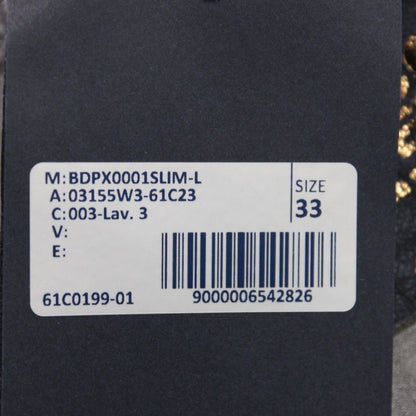 M: BDPX0001SLIM-L
A: 03155W3-61C23
C: 003-Lav. 3
V:
E:
SIZE
33
61C0199-01
9000006542826